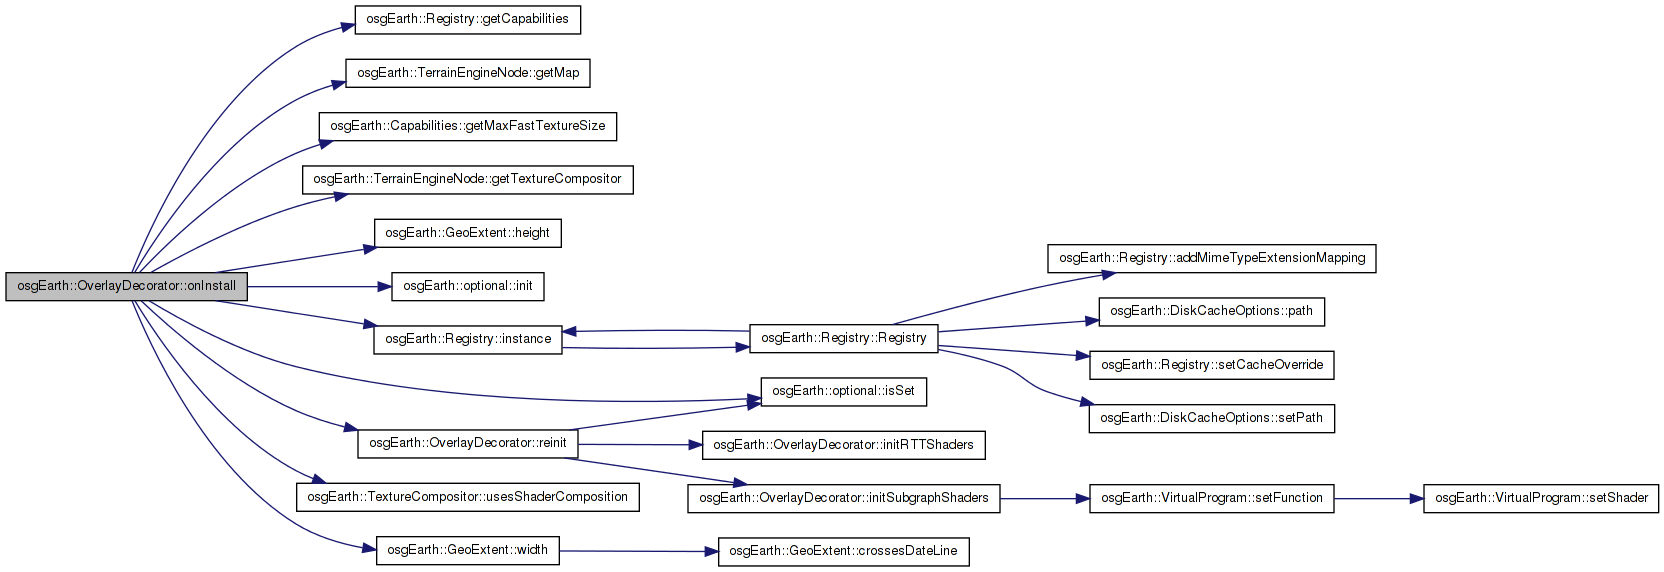 osgEarth::Registry::getCapabilities
osgEarth::TerrainEngineNode::getMap
osgEarth::Capabilities::getMaxFastTextureSize
osgEarth::TerrainEngineNode::getTextureCompositor
osgEarth::GeoExtent::height
osgEarth::Registry::addMimeTypeExtensionMapping
osgEarth::OverlayDecorator::onInstall
osgEarth::optional::init
osgEarth::DiskCacheOptions::path
osgEarth::Registry::instance
osgEarth::Registry::Registry
osgEarth::Registry::setCacheOverride
osgEarth::optional::isSet
osgEarth::DiskCacheOptions::setPath
osgEarth::OverlayDecorator::reinit
osgEarth::OverlayDecorator::initRTTShaders
osgEarth::TextureCompositor::usesShaderComposition
osgEarth::OverlayDecorator::initSubgraphShaders
osgEarth::VirtualProgram::setFunction
osgEarth::VirtualProgram::setShader
osgEarth::GeoExtent::width
osgEarth::GeoExtent::crossesDateLine